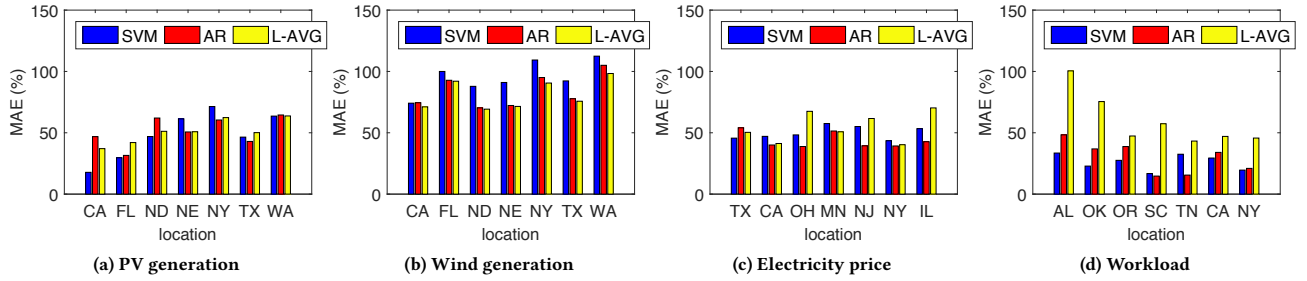 150
100
50
0
MAE (%)
SVM AR L-AVG
CA FL ND NE NY TX WA
location
(a) PV generation
150
100
50
0
MAE (%)
SVM AR L-AVG
CA FL ND NE NY TX WA
location
(b) Wind generation
150
100
50
0
MAE (%)
SVM AR L-AVG
TX CA OH MN NJ NY IL
location
(c) Electricity price
150
100
50
0
MAE (%)
SVM AR L-AVG
AL OK OR SC TN CA NY
location
(d) Workload